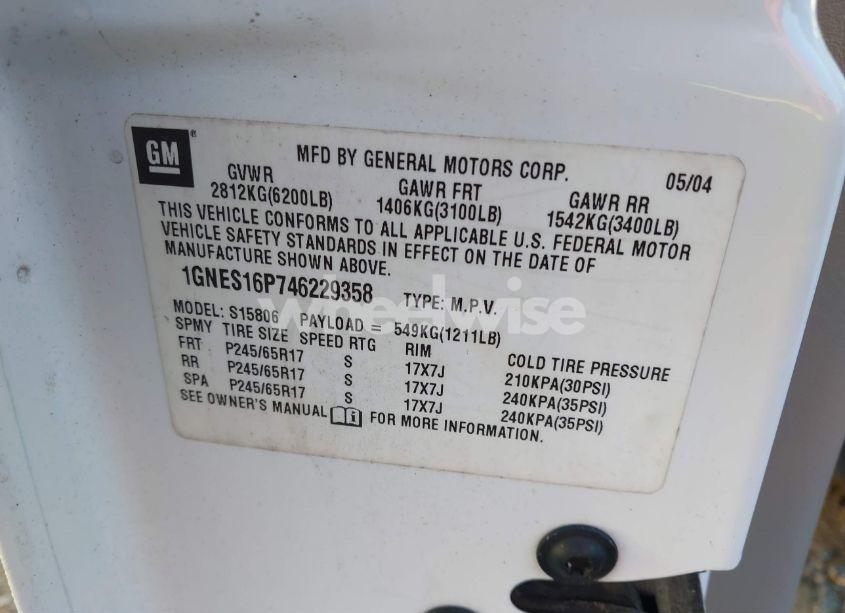 GM
MFD BY GENERAL MOTORS CORP. 05/04
GVWR GAWR FRT GAWR RR
2812KG(6200LB) 1406KG(3100LB) 1542KG(3400LB)
THIS VEHICLE CONFORMS TO ALL APPLICABLE U.S. FEDERAL MOTOR
VEHICLE SAFETY STANDARDS IN EFFECT ON THE DATE OF
MANUFACTURE SHOWN ABOVE.
1GNES16P746229358 TYPE: M.P.V.
wheelwise
MODEL: S15806 PAYLOAD = 549KG(1211LB)
SPMY TIRE SIZE SPEED RTG RIM COLD TIRE PRESSURE
FRT P245/65R17 S 17X7J 210KPA(30PSI)
RR P245/65R17 S 17X7J 240KPA(35PSI)
SPA P245/65R17 S 17X7J 240KPA(35PSI)
SEE OWNER'S MANUAL FOR MORE INFORMATION.